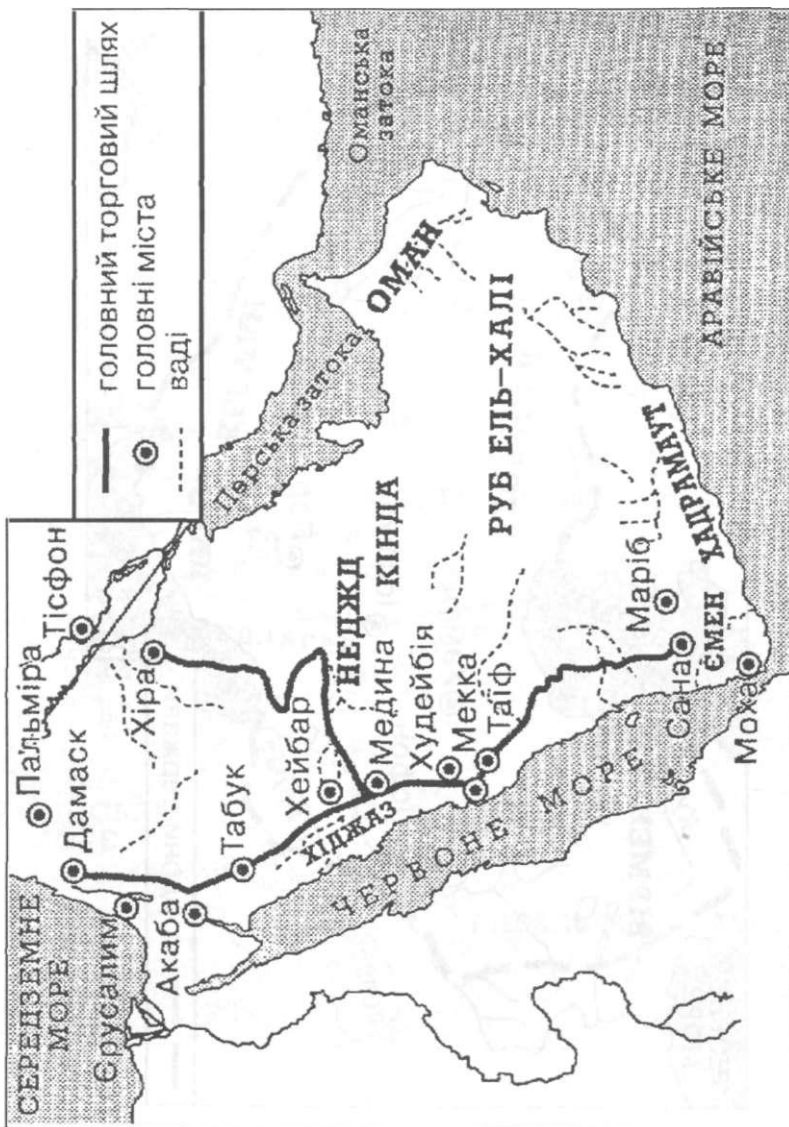 ГОЛОВНИЙ ТОРГОВИЙ ШЛЯХ
ГОЛОВНІ МІСТА
ВАДІ
СЕРЕДЗЕМНЕ
МОРЕ
Пальміра
Дамаск
Тісфон
Єрусалим
Хіра
Акаба
Табук
Перська затока
Оманська
затока
Хейбар
НЕДЖД
ХІДЖАЗ
Медина
КІНДА
ОМАН
Худейбія
Мекка
Таїф
РУБ ЕЛЬ-ХАЛІ
ЧЕРВОНЕ МОРЕ
Маріб
Сана
ЄМЕН
ХАДРАМАУТ
Моха
АРАВІЙСЬКЕ МОРЕ